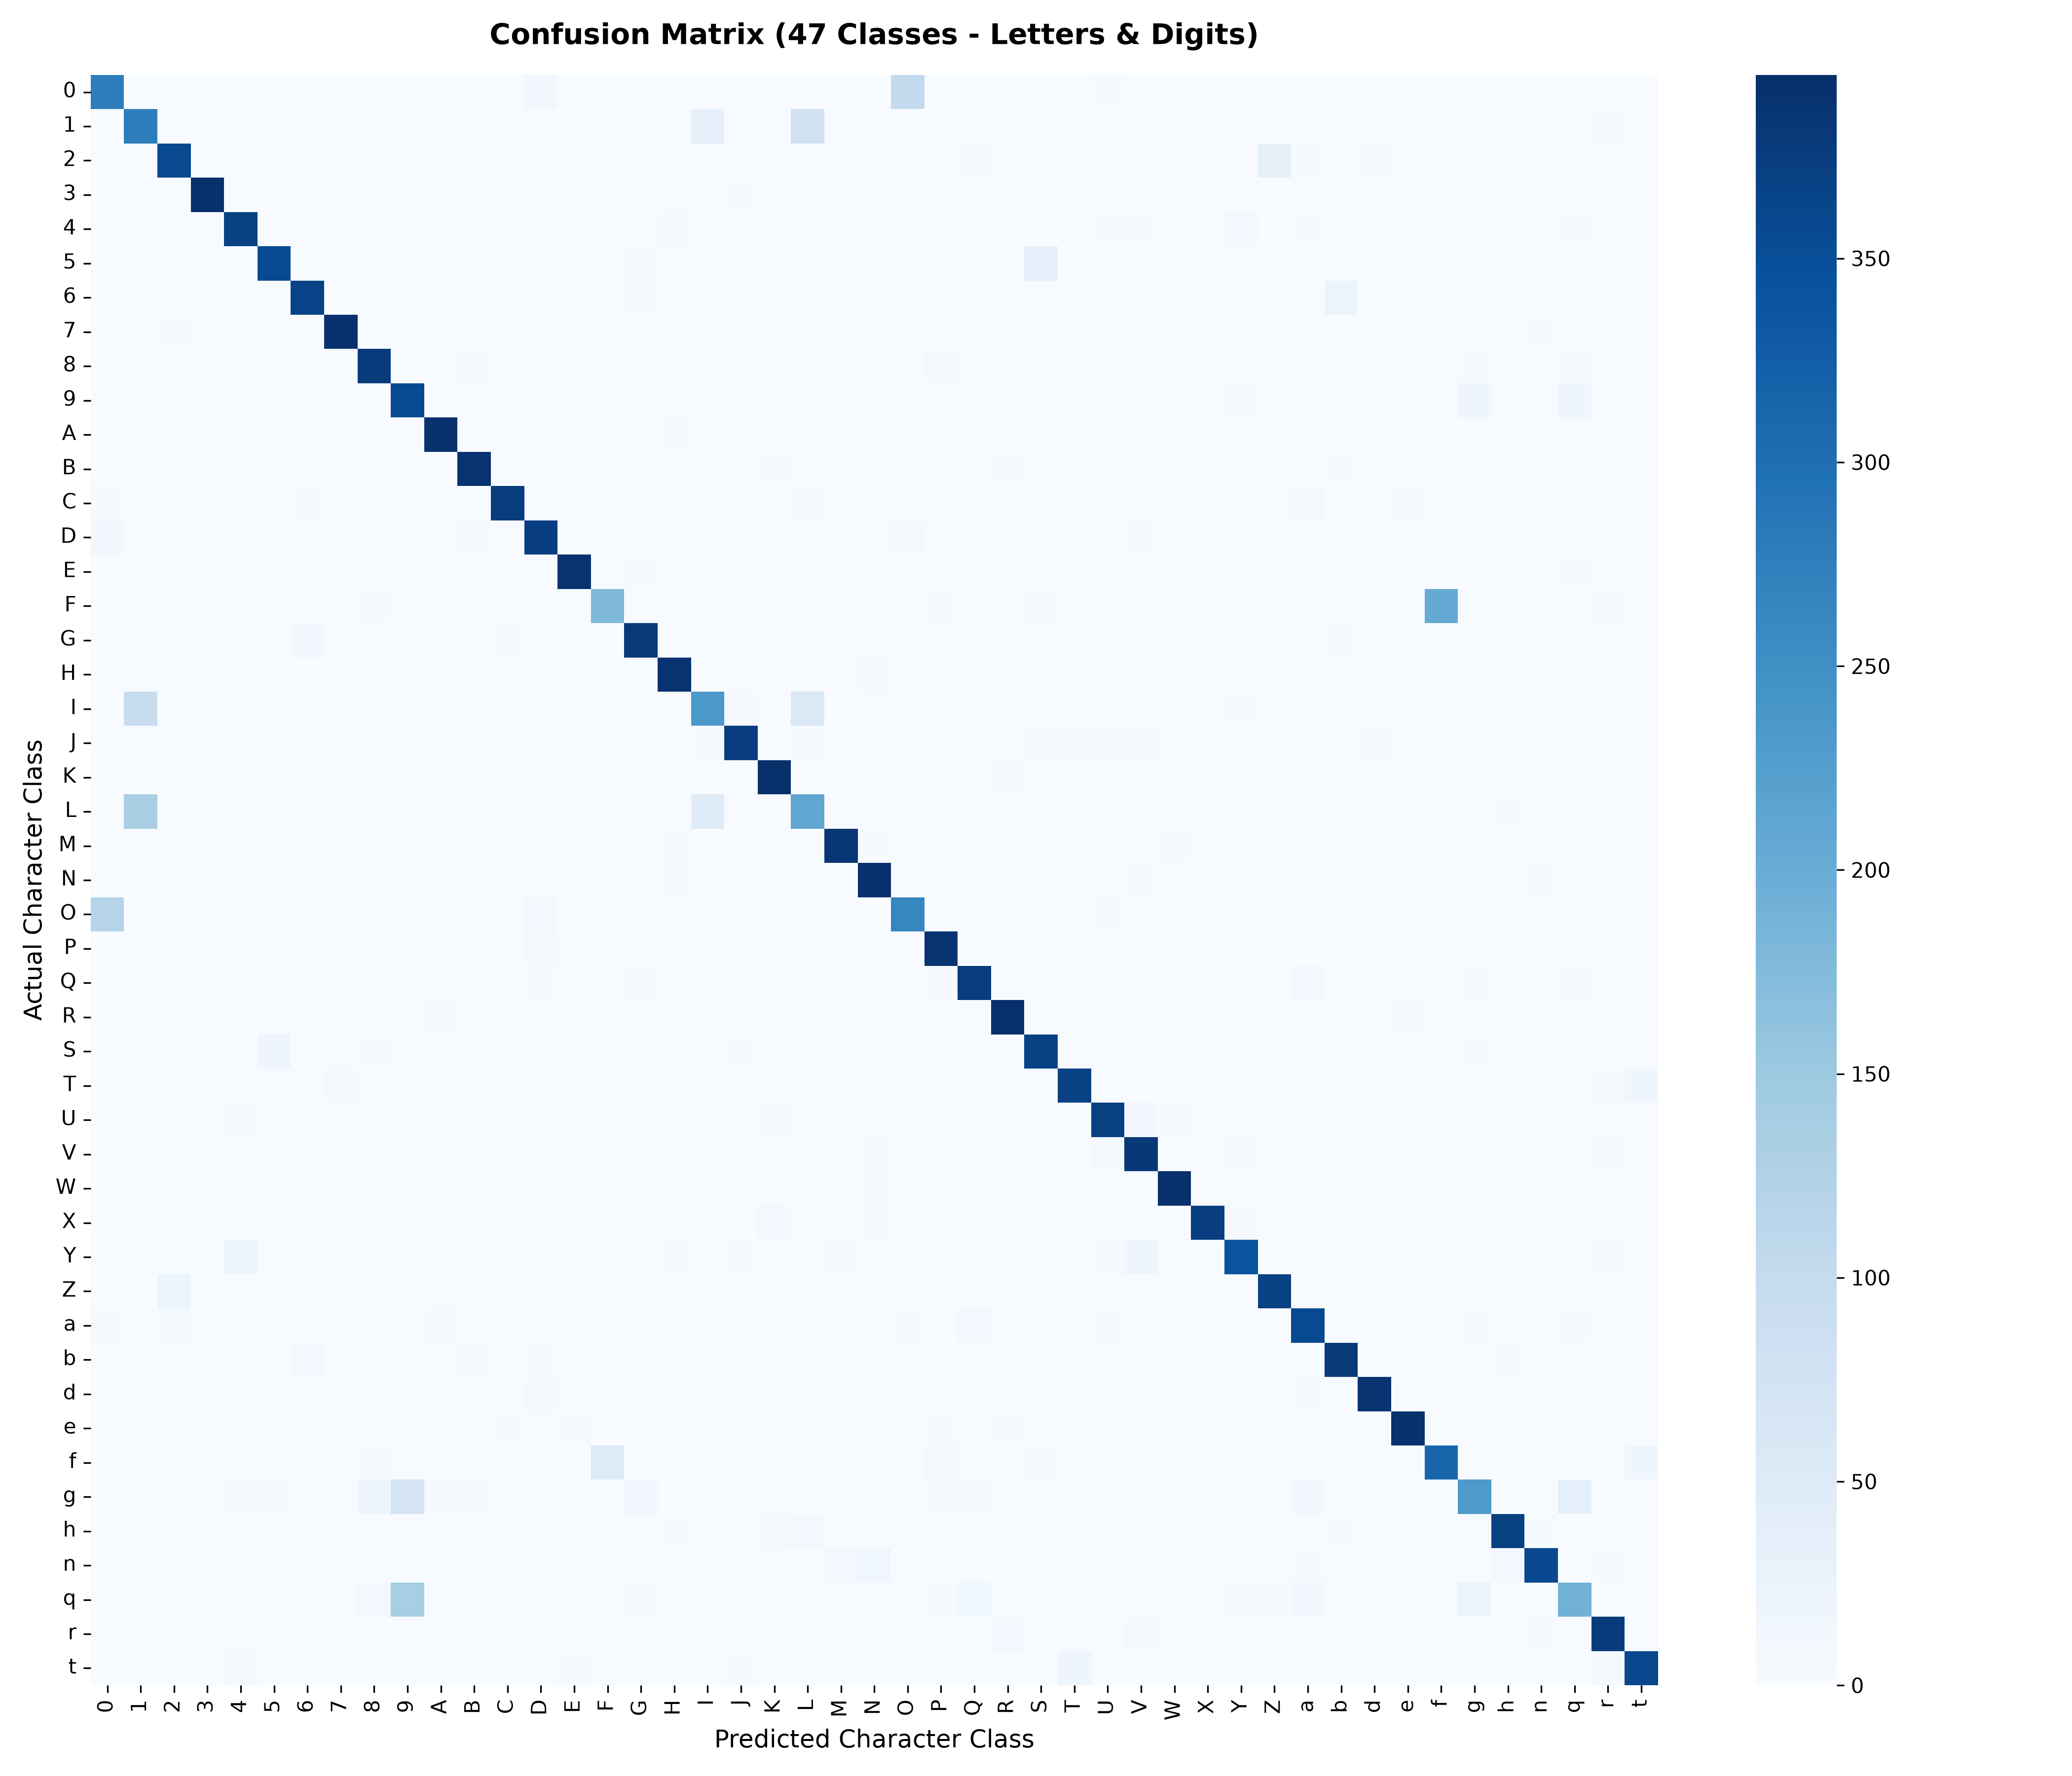 Confusion Matrix (47 Classes - Letters & Digits)
Actual Character Class
0
1
2
3
4
5
6
7
8
9
A
B
C
D
E
F
G
H
I
J
K
L
M
N
O
P
Q
R
S
T
U
V
W
X
Y
Z
a
b
d
e
f
g
h
n
q
r
t
0 1 2 3 4 5 6 7 8 9 A B C D E F G H I J K L M N O P Q R S T U V W X Y Z a b d e f g h n q r t
Predicted Character Class
350
300
250
200
150
100
50
0